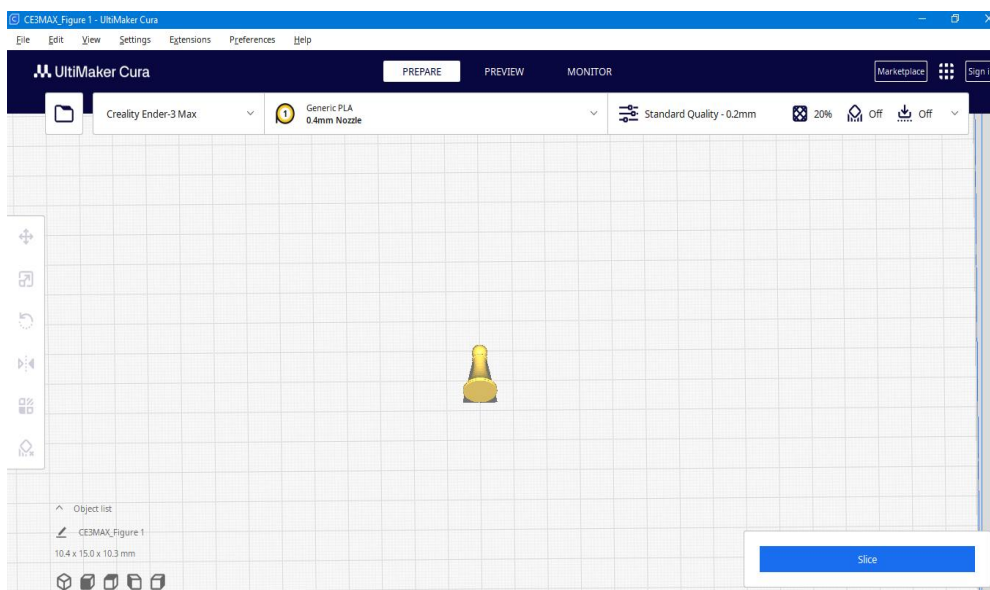 CE3MAX_Figure 1 - UltiMaker Cura
File Edit View Settings Extensions Preferences Help
UltiMaker Cura
PREPARE PREVIEW MONITOR
Marketplace
Sign i
Creality Ender-3 Max
1
Generic PLA
0.4mm Nozzle
Standard Quality - 0.2mm
20%
Off
Off
Object list
CE3MAX_Figure 1
10.4 x 15.0 x 10.3 mm
Slice